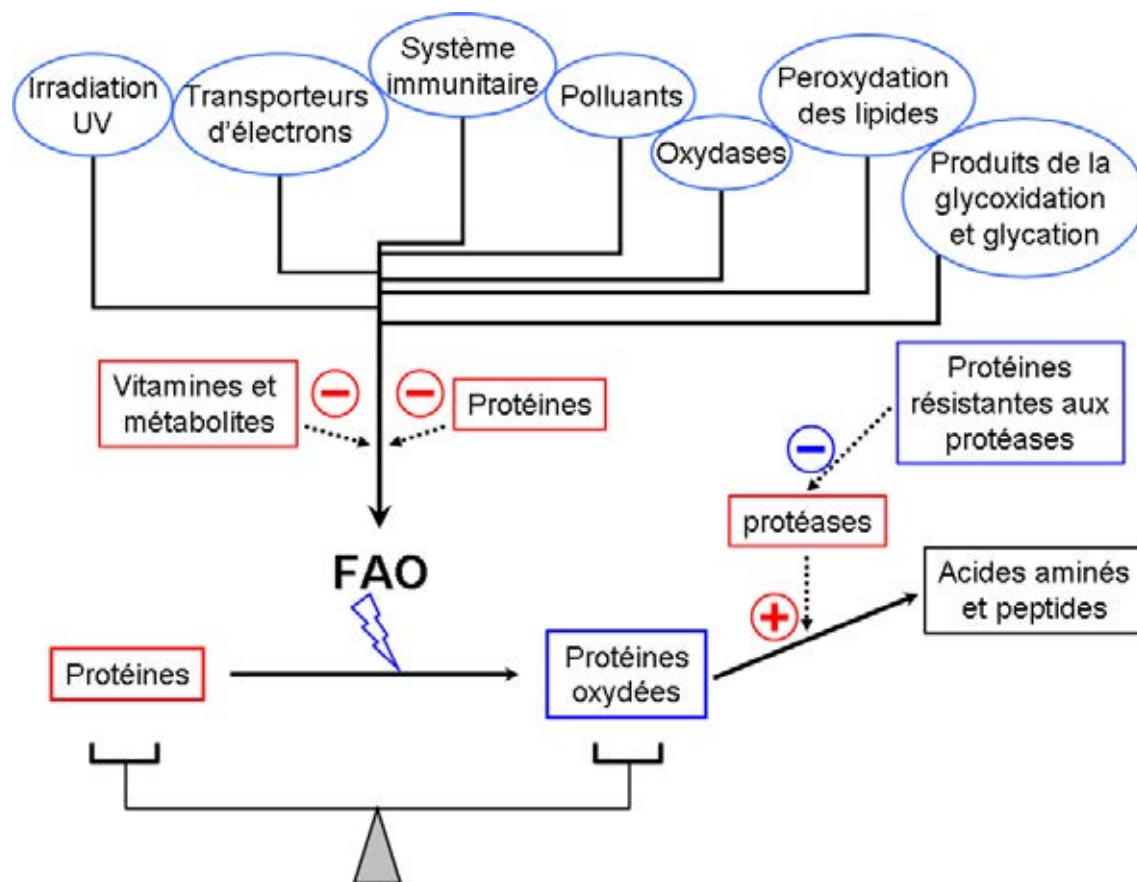 Irradiation
UV
Transporteurs
d'électrons
Système
immunitaire
Polluants
Oxydases
Peroxydation
des lipides
Produits de la
glycoxidation
et glycation
Vitamines et
métabolites
−
−
Protéines
Protéines
résistantes aux
protéases
−
protéases
FAO
+
Acides aminés
et peptides
Protéines
Protéines
oxydées